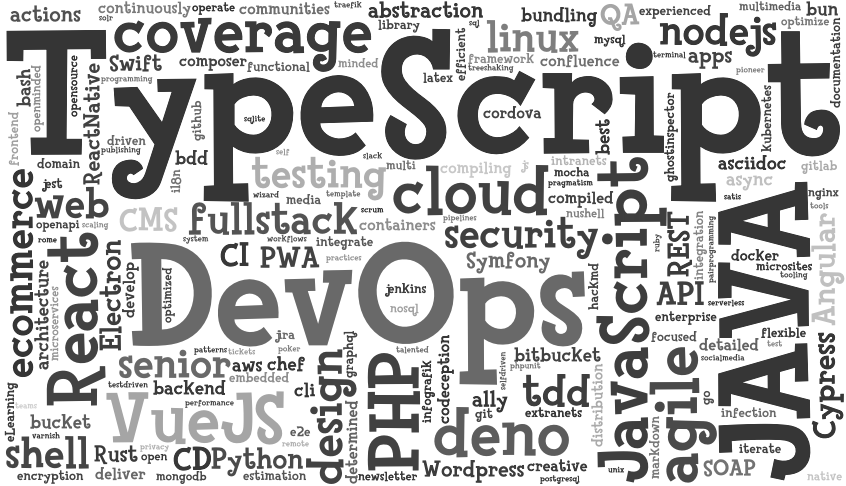 actions
solr
continuously
operate
communities
traefik
abstraction
library
sql
bundling
QA
experienced
multimedia
bun
optimize
coverage
linux
mysql
nodejs
terminal
apps
documentation
Swift
composer
functional
minded
latex
efficient
framework
treeshaking
confluence
pioneer
programming
TypeScript
bash
openminded
opensource
ReactNative
github
sqlite
cordova
best
ghostinspector
kubernetes
frontend
driven
publishing
domain
bdd
i18n
self
slack
testing
multi
compiling
js
intranets
mocha
pragmatism
asciidoc
gitlab
async
satis
nginx
tools
jest
web
openapi
scaling
rome
wizard
media
template
scrum
cloud
compiled
nushell
CMS
fullstack
containers
pipelines
system
workflows
integrate
security
ecommerce
architecture
microservices
React
Electron
develop
CI
PWA
practices
Symfony
hackmd
JavaScript
ruby
REST
integration
pairprogramming
JAVA
docker
microsites
tooling
Angular
DevOps
optimized
jenkins
nosql
API
serverless
enterprise
flexible
focused
detailed
test
socialmedia
jira
patterns
tickets
poker
graphql
talented
codeception
selfdriven
bitbucket
phpunit
senior
aws
chef
embedded
testdriven
backend
cli
design
PHP
infografik
ally
git
tdd
extranets
distribution
agile
go
Cypress
eLearning
teams
performance
VueJS
e2e
remote
determined
deno
markdown
infection
bucket
varnish
shell
Rust
open
privacy
CD
Python
iterate
encryption
deliver
mongodb
estimation
newsletter
Wordpress
creative
postgresql
unix
SOAP
native